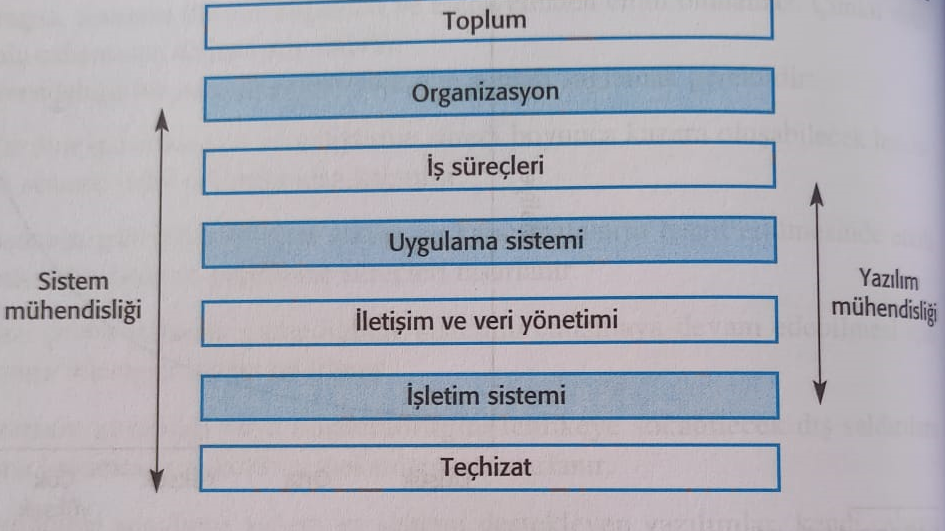 Toplum
Organizasyon
İş süreçleri
Uygulama sistemi
Sistem
mühendisliği
Yazılım
mühendisliği
İletişim ve veri yönetimi
İşletim sistemi
Teçhizat